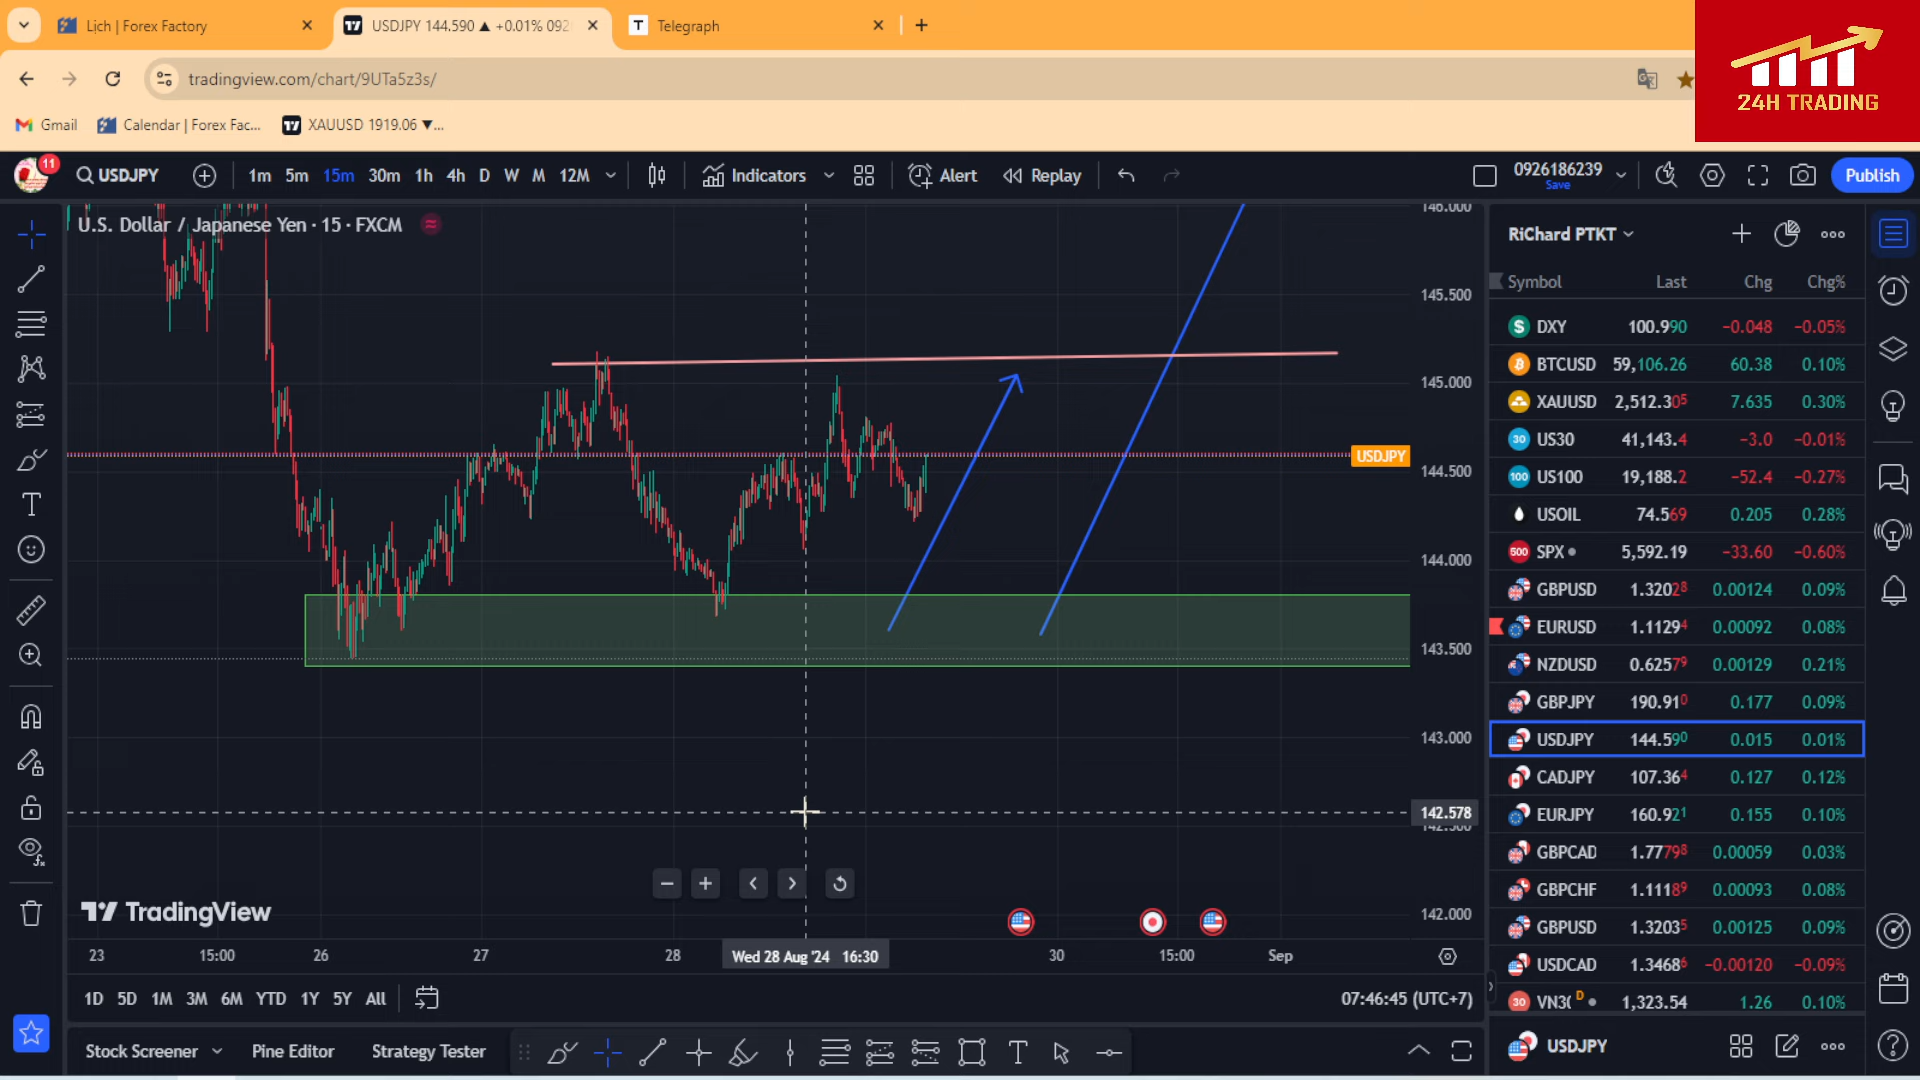 Lịch | Forex Factory
USDJPY 144.590 ▲ +0.01% 092
Telegraph
tradingview.com/chart/9UTa5z3s/
Gmail
Calendar | Forex Fac...
XAUUSD 1919.06 ▼...
24H TRADING
11
USDJPY
1m 5m 15m 30m 1h 4h D W M 12M
Indicators
Alert
Replay
0926186239
Save
Publish
U.S. Dollar / Japanese Yen · 15 · FXCM
146.000
145.500
145.000
USDJPY
144.500
144.000
143.500
143.000
142.578
142.500
142.000
TradingView
23 15:00 26 27 28 Wed 28 Aug '24 16:30 30 15:00 Sep
1D 5D 1M 3M 6M YTD 1Y 5Y All
07:46:45 (UTC+7)
Stock Screener
Pine Editor
Strategy Tester
RiChard PTKT
Symbol Last Chg Chg%
DXY 100.990 −0.048 −0.05%
BTCUSD 59,106.26 60.38 0.10%
XAUUSD 2,512.305 7.635 0.30%
30 US30 41,143.4 −3.0 −0.01%
100 US100 19,188.2 −52.4 −0.27%
USOIL 74.569 0.205 0.28%
500 SPX 5,592.19 −33.60 −0.60%
GBPUSD 1.32028 0.00124 0.09%
EURUSD 1.11294 0.00092 0.08%
NZDUSD 0.62579 0.00129 0.21%
GBPJPY 190.910 0.177 0.09%
USDJPY 144.590 0.015 0.01%
CADJPY 107.364 0.127 0.12%
EURJPY 160.921 0.155 0.10%
GBPCAD 1.77798 0.00059 0.03%
GBPCHF 1.11189 0.00093 0.08%
GBPUSD 1.32035 0.00125 0.09%
USDCAD 1.34686 −0.00120 −0.09%
30 VN30 D 1,323.54 1.26 0.10%
USDJPY